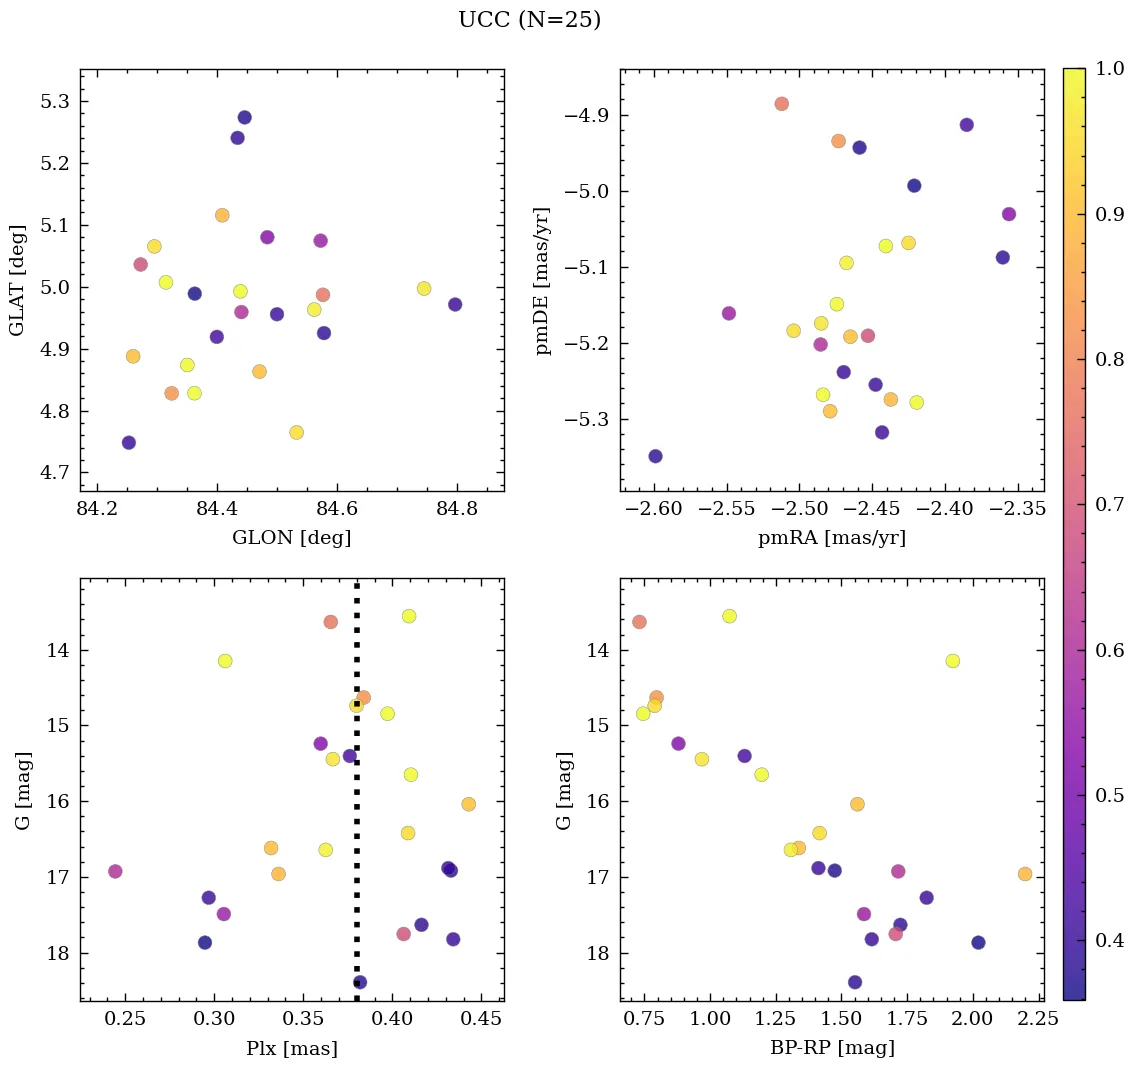 UCC (N=25)
5.3
5.2
5.1
5.0
4.9
4.8
4.7
GLAT [deg]
84.2 84.4 84.6 84.8
GLON [deg]
−4.9
−5.0
−5.1
−5.2
−5.3
pmDE [mas/yr]
−2.60 −2.55 −2.50 −2.45 −2.40 −2.35
pmRA [mas/yr]
14
15
16
17
18
G [mag]
0.25 0.30 0.35 0.40 0.45
Plx [mas]
14
15
16
17
18
G [mag]
0.75 1.00 1.25 1.50 1.75 2.00 2.25
BP-RP [mag]
1.0
0.9
0.8
0.7
0.6
0.5
0.4